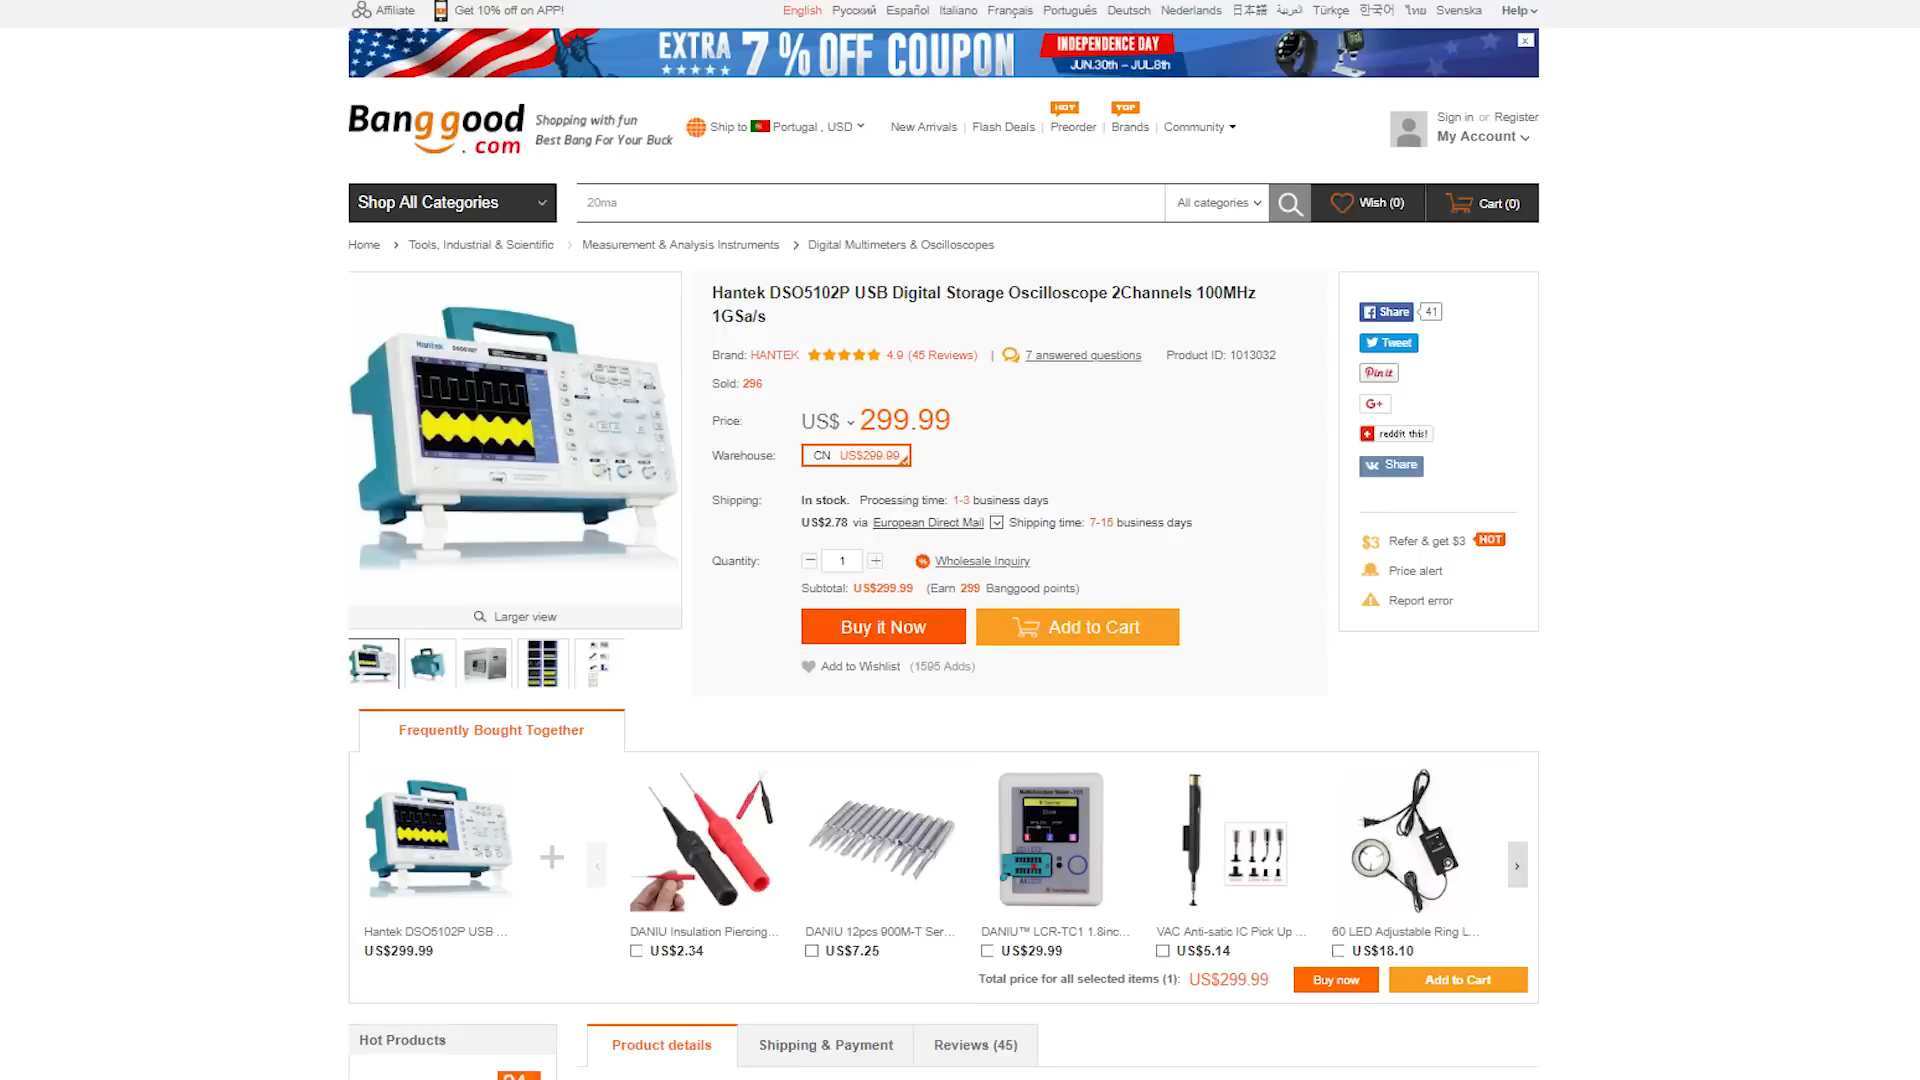 Affiliate Get 10% off on APP! English Русский Español Italiano Français Português Deutsch Nederlands 日本語 العربية Türkçe 한국어 ไทย Svenska Help
EXTRA 7 % OFF COUPON INDEPENDENCE DAY
JUN.30th – JUL.8th
x
Banggood.com
Shopping with fun
Best Bang For Your Buck
Ship to Portugal , USD
New Arrivals Flash Deals HOT Preorder TOP Brands Community
Sign in or Register
My Account
Shop All Categories
20ma
All categories
Wish (0)
Cart (0)
Home > Tools, Industrial & Scientific > Measurement & Analysis Instruments > Digital Multimeters & Oscilloscopes
Hantek DSO5102P USB Digital Storage Oscilloscope 2Channels 100MHz
1GSa/s
Brand: HANTEK 4.9 (45 Reviews) | 7 answered questions Product ID: 1013032
Sold: 296
Price: US$ 299.99
Warehouse: CN US$299.99
Shipping: In stock. Processing time: 1-3 business days
US$2.78 via European Direct Mail Shipping time: 7-15 business days
Quantity: − 1 + Wholesale Inquiry
Subtotal: US$299.99 (Earn 299 Banggood points)
Buy it Now Add to Cart
Add to Wishlist (1595 Adds)
Hantek
Larger view
Share 41
Tweet
Pin it
G+
reddit this!
Share
$3 Refer & get $3 HOT
Price alert
Report error
Frequently Bought Together
Hantek DSO5102P USB ...
US$299.99
DANIU Insulation Piercing...
US$2.34
DANIU 12pcs 900M-T Ser...
US$7.25
DANIU™ LCR-TC1 1.8inc...
US$29.99
VAC Anti-satic IC Pick Up ...
US$5.14
60 LED Adjustable Ring L...
US$18.10
Total price for all selected items (1): US$299.99 Buy now Add to Cart
Hot Products
Product details Shipping & Payment Reviews (45)